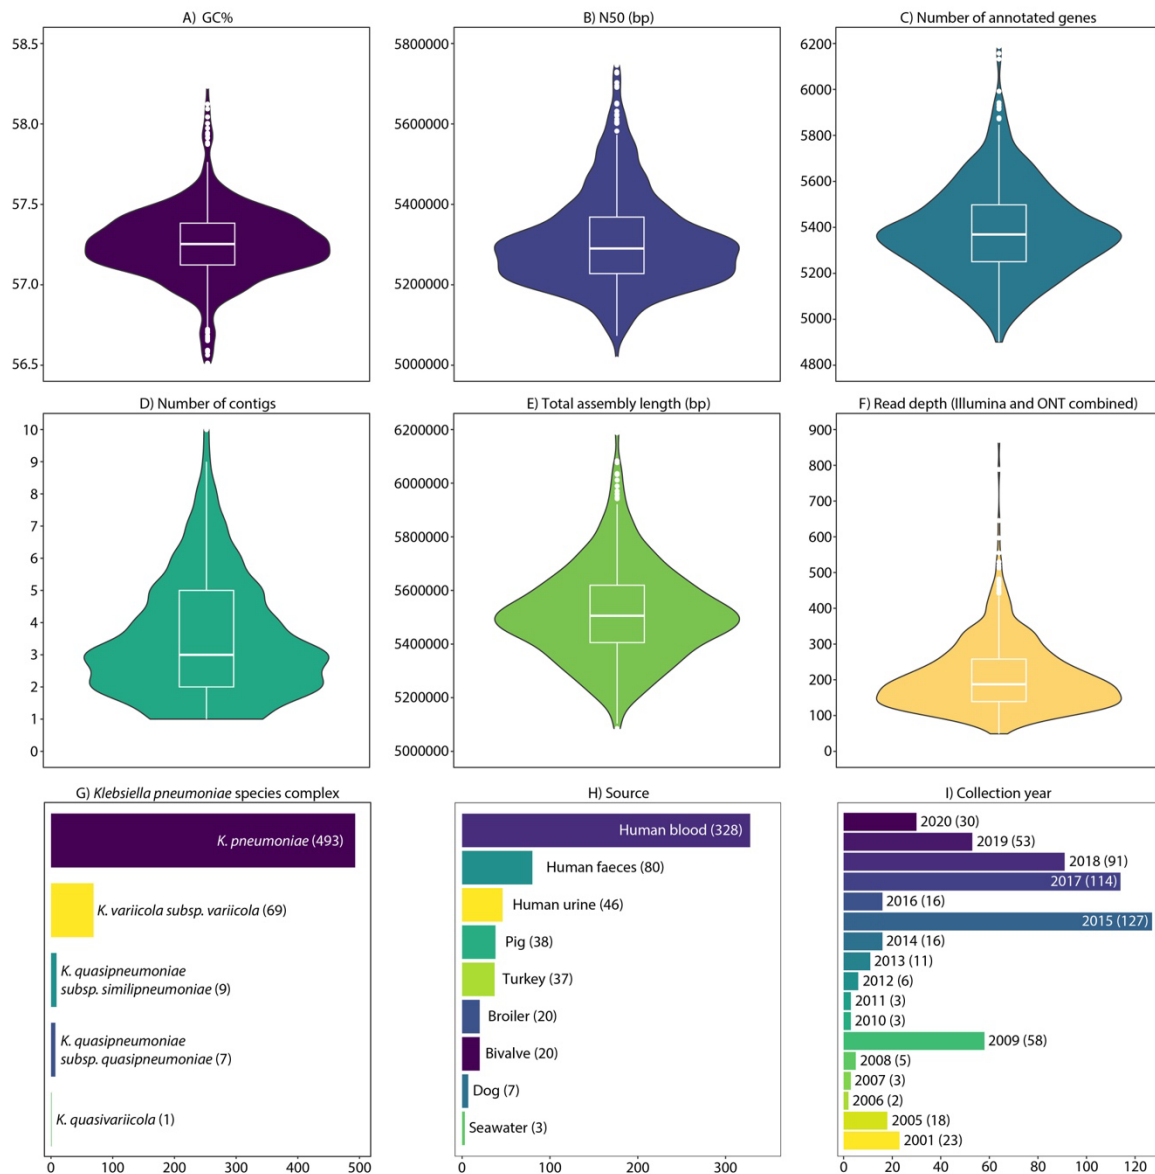 A) GC%
58.5
58.0
57.5
57.0
56.5
B) N50 (bp)
5800000
5600000
5400000
5200000
5000000
C) Number of annotated genes
6200
6000
5800
5600
5400
5200
5000
4800
D) Number of contigs
10
9
8
7
6
5
4
3
2
1
0
E) Total assembly length (bp)
6200000
6000000
5800000
5600000
5400000
5200000
5000000
F) Read depth (Illumina and ONT combined)
900
800
700
600
500
400
300
200
100
0
G) Klebsiella pneumoniae species complex
K. pneumoniae (493)
K. variicola subsp. variicola (69)
K. quasipneumoniae
subsp. similipneumoniae (9)
K. quasipneumoniae
subsp. quasipneumoniae (7)
K. quasivariicola (1)
0 100 200 300 400 500
H) Source
Human blood (328)
Human faeces (80)
Human urine (46)
Pig (38)
Turkey (37)
Broiler (20)
Bivalve (20)
Dog (7)
Seawater (3)
0 100 200 300
I) Collection year
2020 (30)
2019 (53)
2018 (91)
2017 (114)
2016 (16)
2015 (127)
2014 (16)
2013 (11)
2012 (6)
2011 (3)
2010 (3)
2009 (58)
2008 (5)
2007 (3)
2006 (2)
2005 (18)
2001 (23)
0 20 40 60 80 100 120